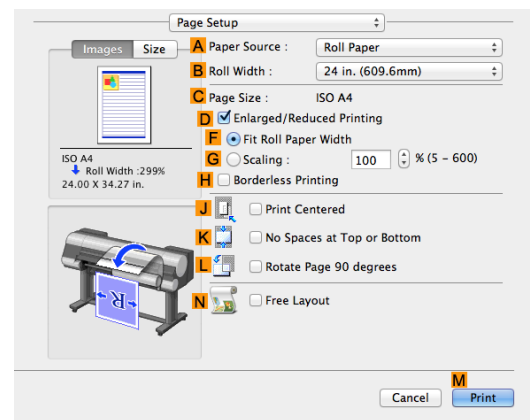 Page Setup
Images Size
A Paper Source : Roll Paper
B Roll Width : 24 in. (609.6mm)
C Page Size : ISO A4
D Enlarged/Reduced Printing
F Fit Roll Paper Width
G Scaling : 100 % (5 – 600)
H Borderless Printing
ISO A4
Roll Width :299%
24.00 X 34.27 in.
J Print Centered
K No Spaces at Top or Bottom
L Rotate Page 90 degrees
R
N Free Layout
M
Cancel Print